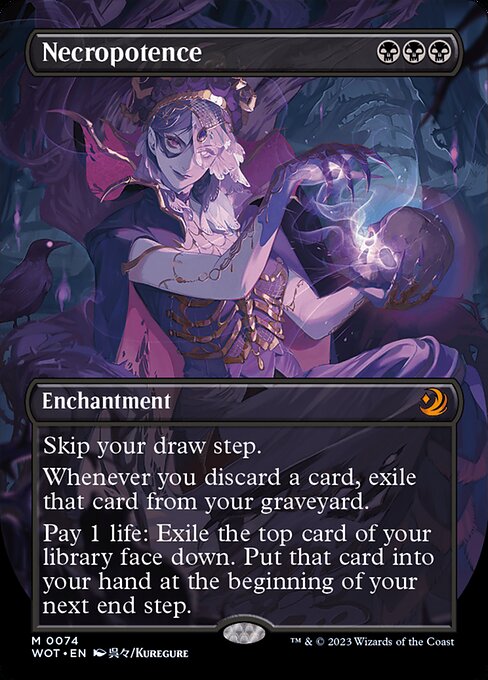 Necropotence
Enchantment
Skip your draw step.
Whenever you discard a card, exile
that card from your graveyard.
Pay 1 life: Exile the top card of your
library face down. Put that card into
your hand at the beginning of your
next end step.
M 0074
WOT • EN 呉々/KUREGURE
™ & © 2023 Wizards of the Coast